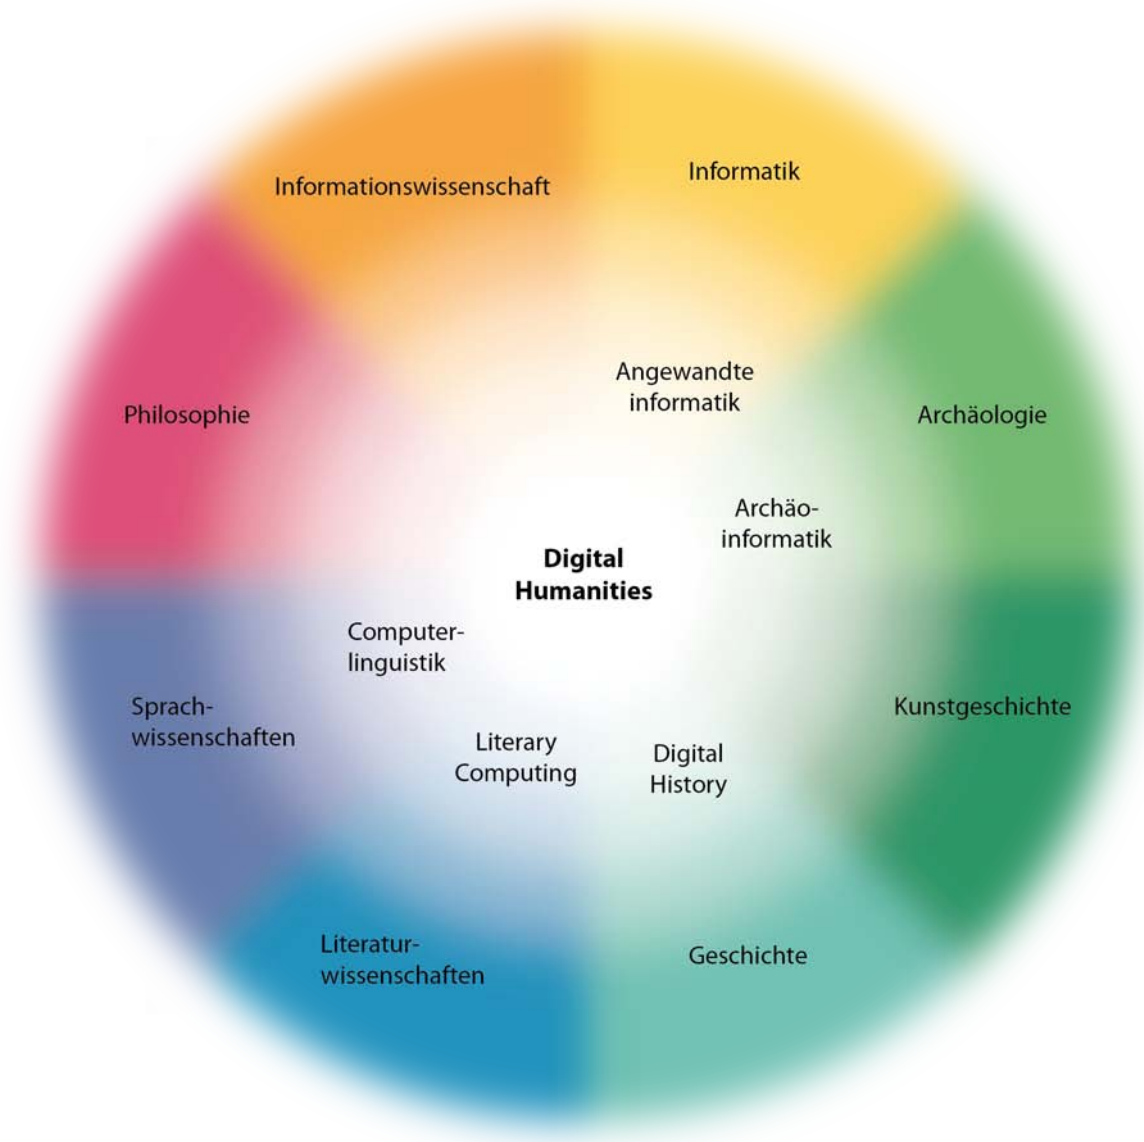 Informatik
Informationswissenschaft
Angewandte
informatik
Philosophie
Archäologie
Archäo-
informatik
Digital
Humanities
Computer-
linguistik
Sprach-
wissenschaften
Kunstgeschichte
Literary
Computing
Digital
History
Literatur-
wissenschaften
Geschichte